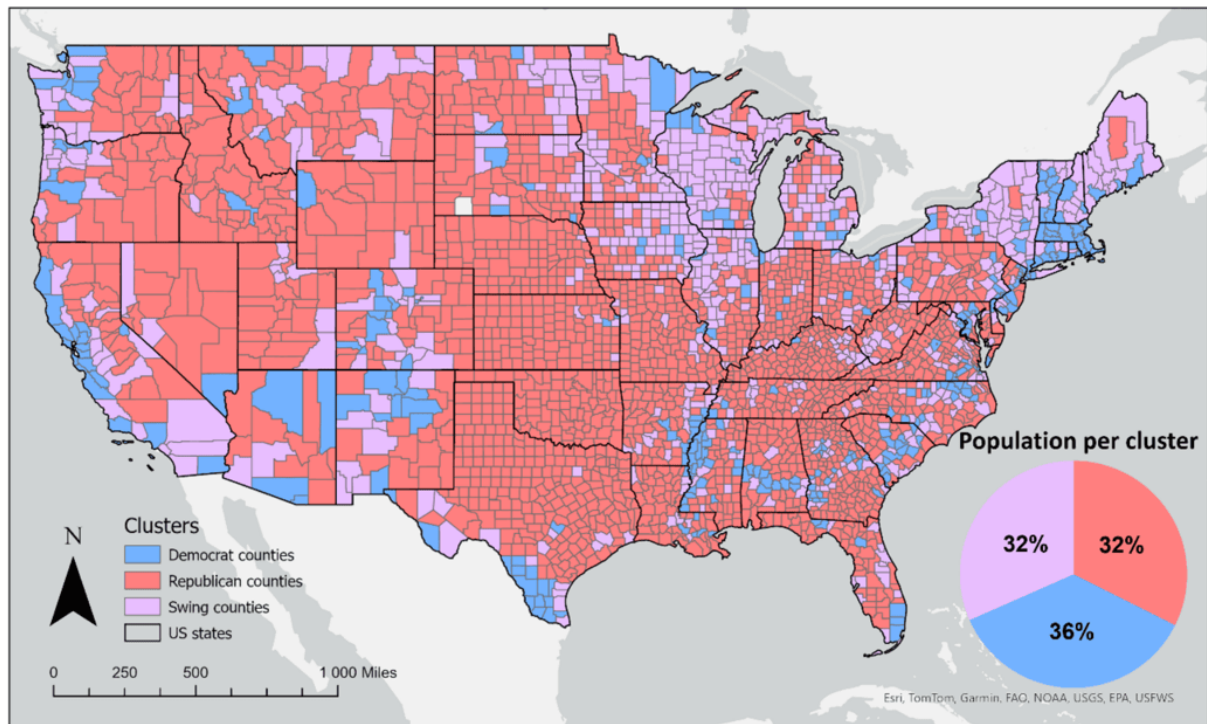 Population per cluster
32%
32%
36%
N
Clusters
Democrat counties
Republican counties
Swing counties
US states
0 250 500 1 000 Miles
Esri, TomTom, Garmin, FAO, NOAA, USGS, EPA, USFWS